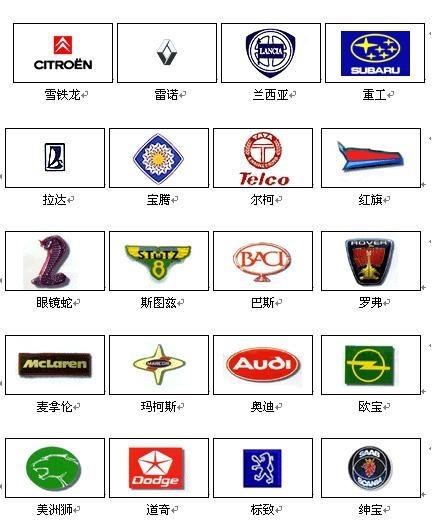 CITROËN
LANCIA
SUBARU
雪铁龙
雷诺
兰西亚
重工
TATA
Telco
拉达
宝腾
尔柯
红旗
STMTZ
8
BACI
ROVER
眼镜蛇
斯图兹
巴斯
罗弗
McLaren
MARCOS
Audi
麦拿伦
玛柯斯
奥迪
欧宝
Dodge
SAAB
SCANIA
美洲狮
道奇
标致
绅宝